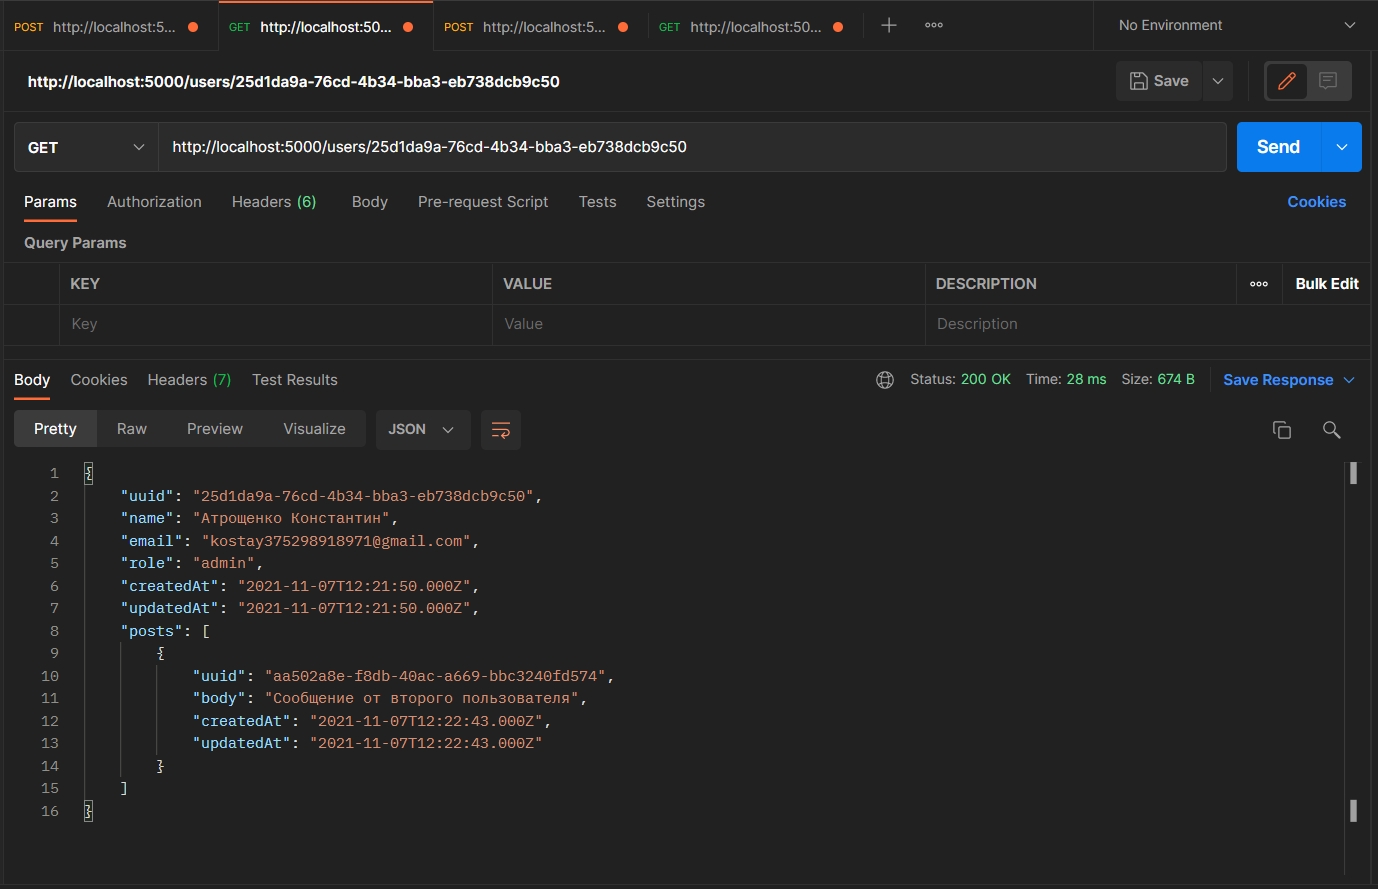 POST http://localhost:5... GET http://localhost:50... POST http://localhost:5... GET http://localhost:50... No Environment
http://localhost:5000/users/25d1da9a-76cd-4b34-bba3-eb738dcb9c50 Save
GET http://localhost:5000/users/25d1da9a-76cd-4b34-bba3-eb738dcb9c50 Send
Params Authorization Headers (6) Body Pre-request Script Tests Settings Cookies
Query Params
KEY VALUE DESCRIPTION Bulk Edit
Key Value Description
Body Cookies Headers (7) Test Results Status: 200 OK Time: 28 ms Size: 674 B Save Response
Pretty Raw Preview Visualize JSON
1 {
2 "uuid": "25d1da9a-76cd-4b34-bba3-eb738dcb9c50",
3 "name": "Атрощенко Константин",
4 "email": "kostay375298918971@gmail.com",
5 "role": "admin",
6 "createdAt": "2021-11-07T12:21:50.000Z",
7 "updatedAt": "2021-11-07T12:21:50.000Z",
8 "posts": [
9 {
10 "uuid": "aa502a8e-f8db-40ac-a669-bbc3240fd574",
11 "body": "Сообщение от второго пользователя",
12 "createdAt": "2021-11-07T12:22:43.000Z",
13 "updatedAt": "2021-11-07T12:22:43.000Z"
14 }
15 ]
16 }